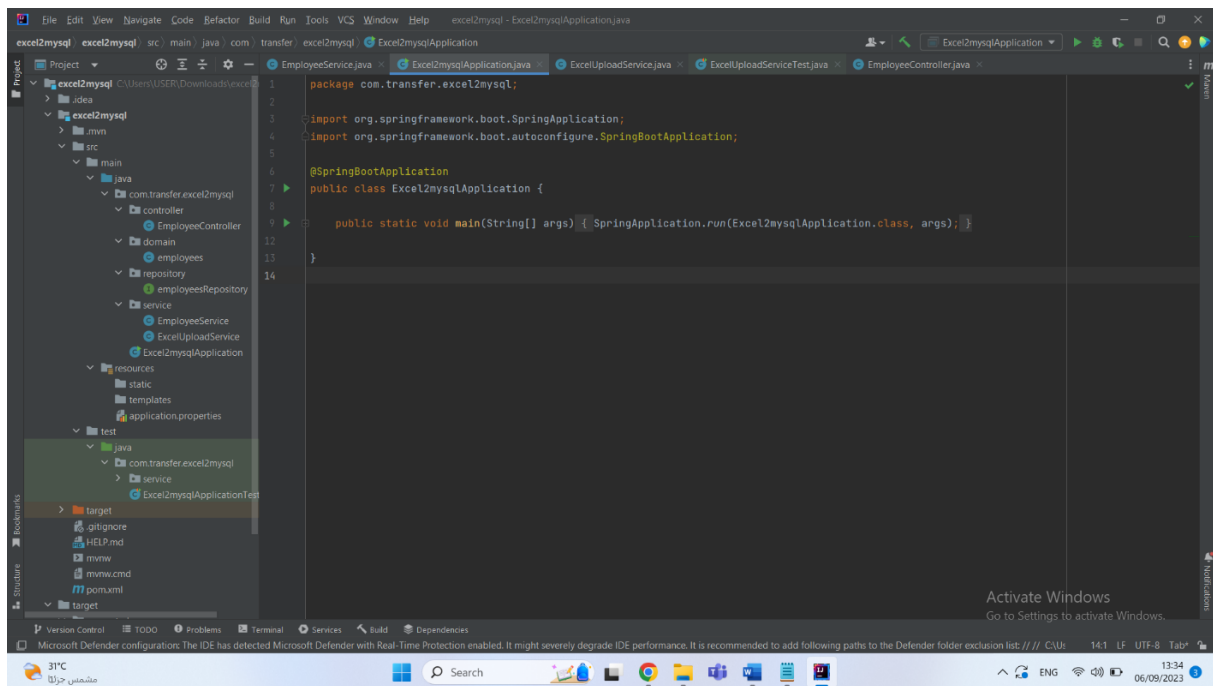 File Edit View Navigate Code Refactor Build Run Tools VCS Window Help excel2mysql - Excel2mysqlApplication.java
excel2mysql excel2mysql src main java com transfer excel2mysql Excel2mysqlApplication Excel2mysqlApplication
Project EmployeeService.java Excel2mysqlApplication.java ExcelUploadService.java ExcelUploadServiceTest.java EmployeeController.java
Project
Maven
excel2mysql C:\Users\USER\Downloads\excel2
.idea
excel2mysql
.mvn
src
main
java
com.transfer.excel2mysql
controller
EmployeeController
domain
employees
repository
employeesRepository
service
EmployeeService
ExcelUploadService
Excel2mysqlApplication
resources
static
templates
application.properties
test
java
com.transfer.excel2mysql
service
Excel2mysqlApplicationTest
target
.gitignore
HELP.md
mvnw
mvnw.cmd
pom.xml
target
1 package com.transfer.excel2mysql;
2
3 import org.springframework.boot.SpringApplication;
4 import org.springframework.boot.autoconfigure.SpringBootApplication;
5
6 @SpringBootApplication
7 public class Excel2mysqlApplication {
8
9 public static void main(String[] args) { SpringApplication.run(Excel2mysqlApplication.class, args); }
12
13 }
14
Bookmarks
Structure
Notifications
Activate Windows
Go to Settings to activate Windows.
Version Control TODO Problems Terminal Services Build Dependencies
Microsoft Defender configuration: The IDE has detected Microsoft Defender with Real-Time Protection enabled. It might severely degrade IDE performance. It is recommended to add following paths to the Defender folder exclusion list: // // C:\Us 14:1 LF UTF-8 Tab*
31°C
مشمس جزئيًا
Search
ENG
13:34
06/09/2023
3